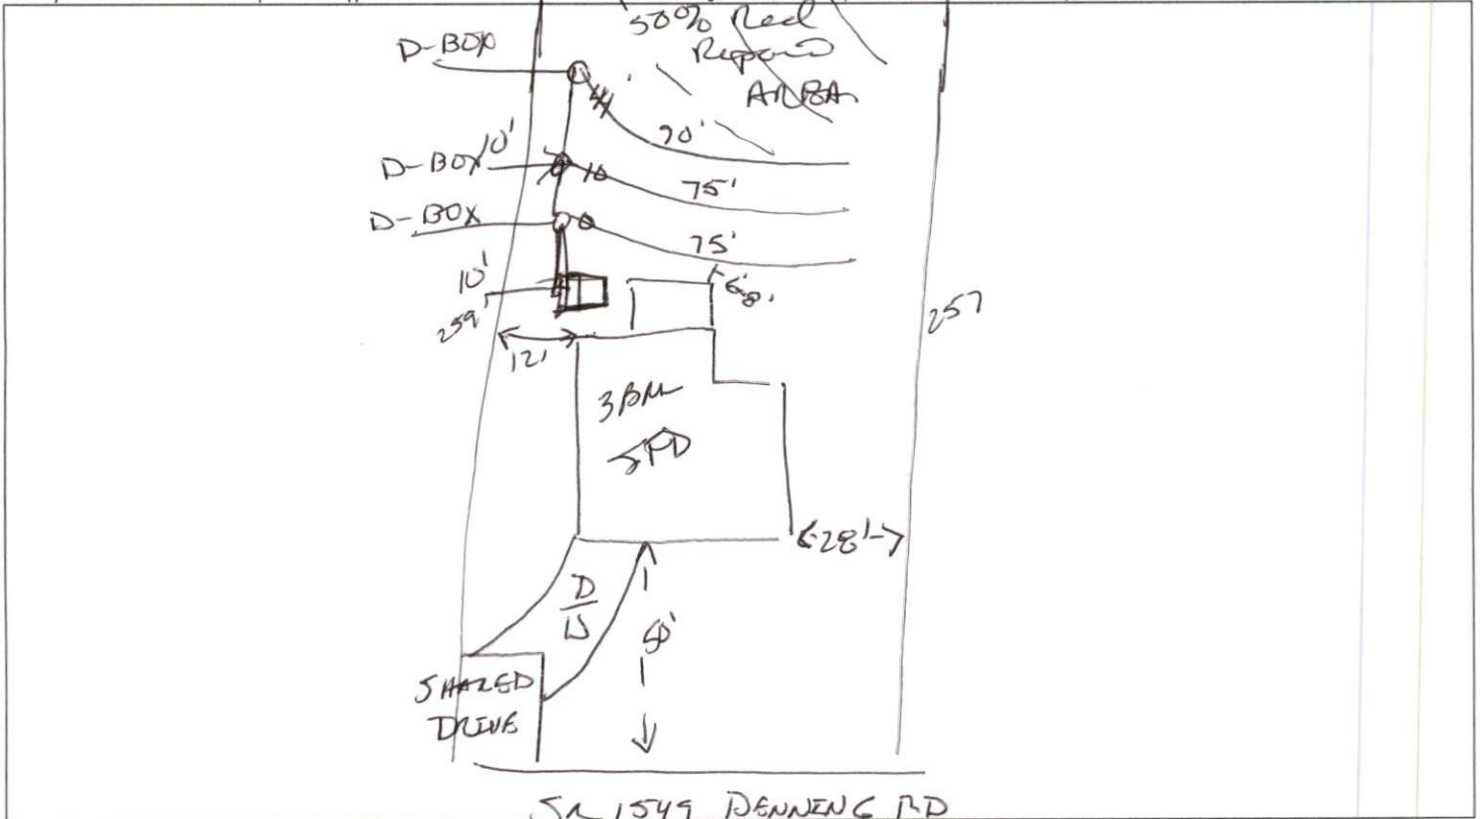 50% Red
Repair
AREA
D-BOX
70'
10'
D-BOX
10
75'
D-BOX
75'
10'
6'
8'
259'
257
12'
3BR
SFD
28'
D
W
50'
SHARED
DRIVE
SR 1549 DENNING RD